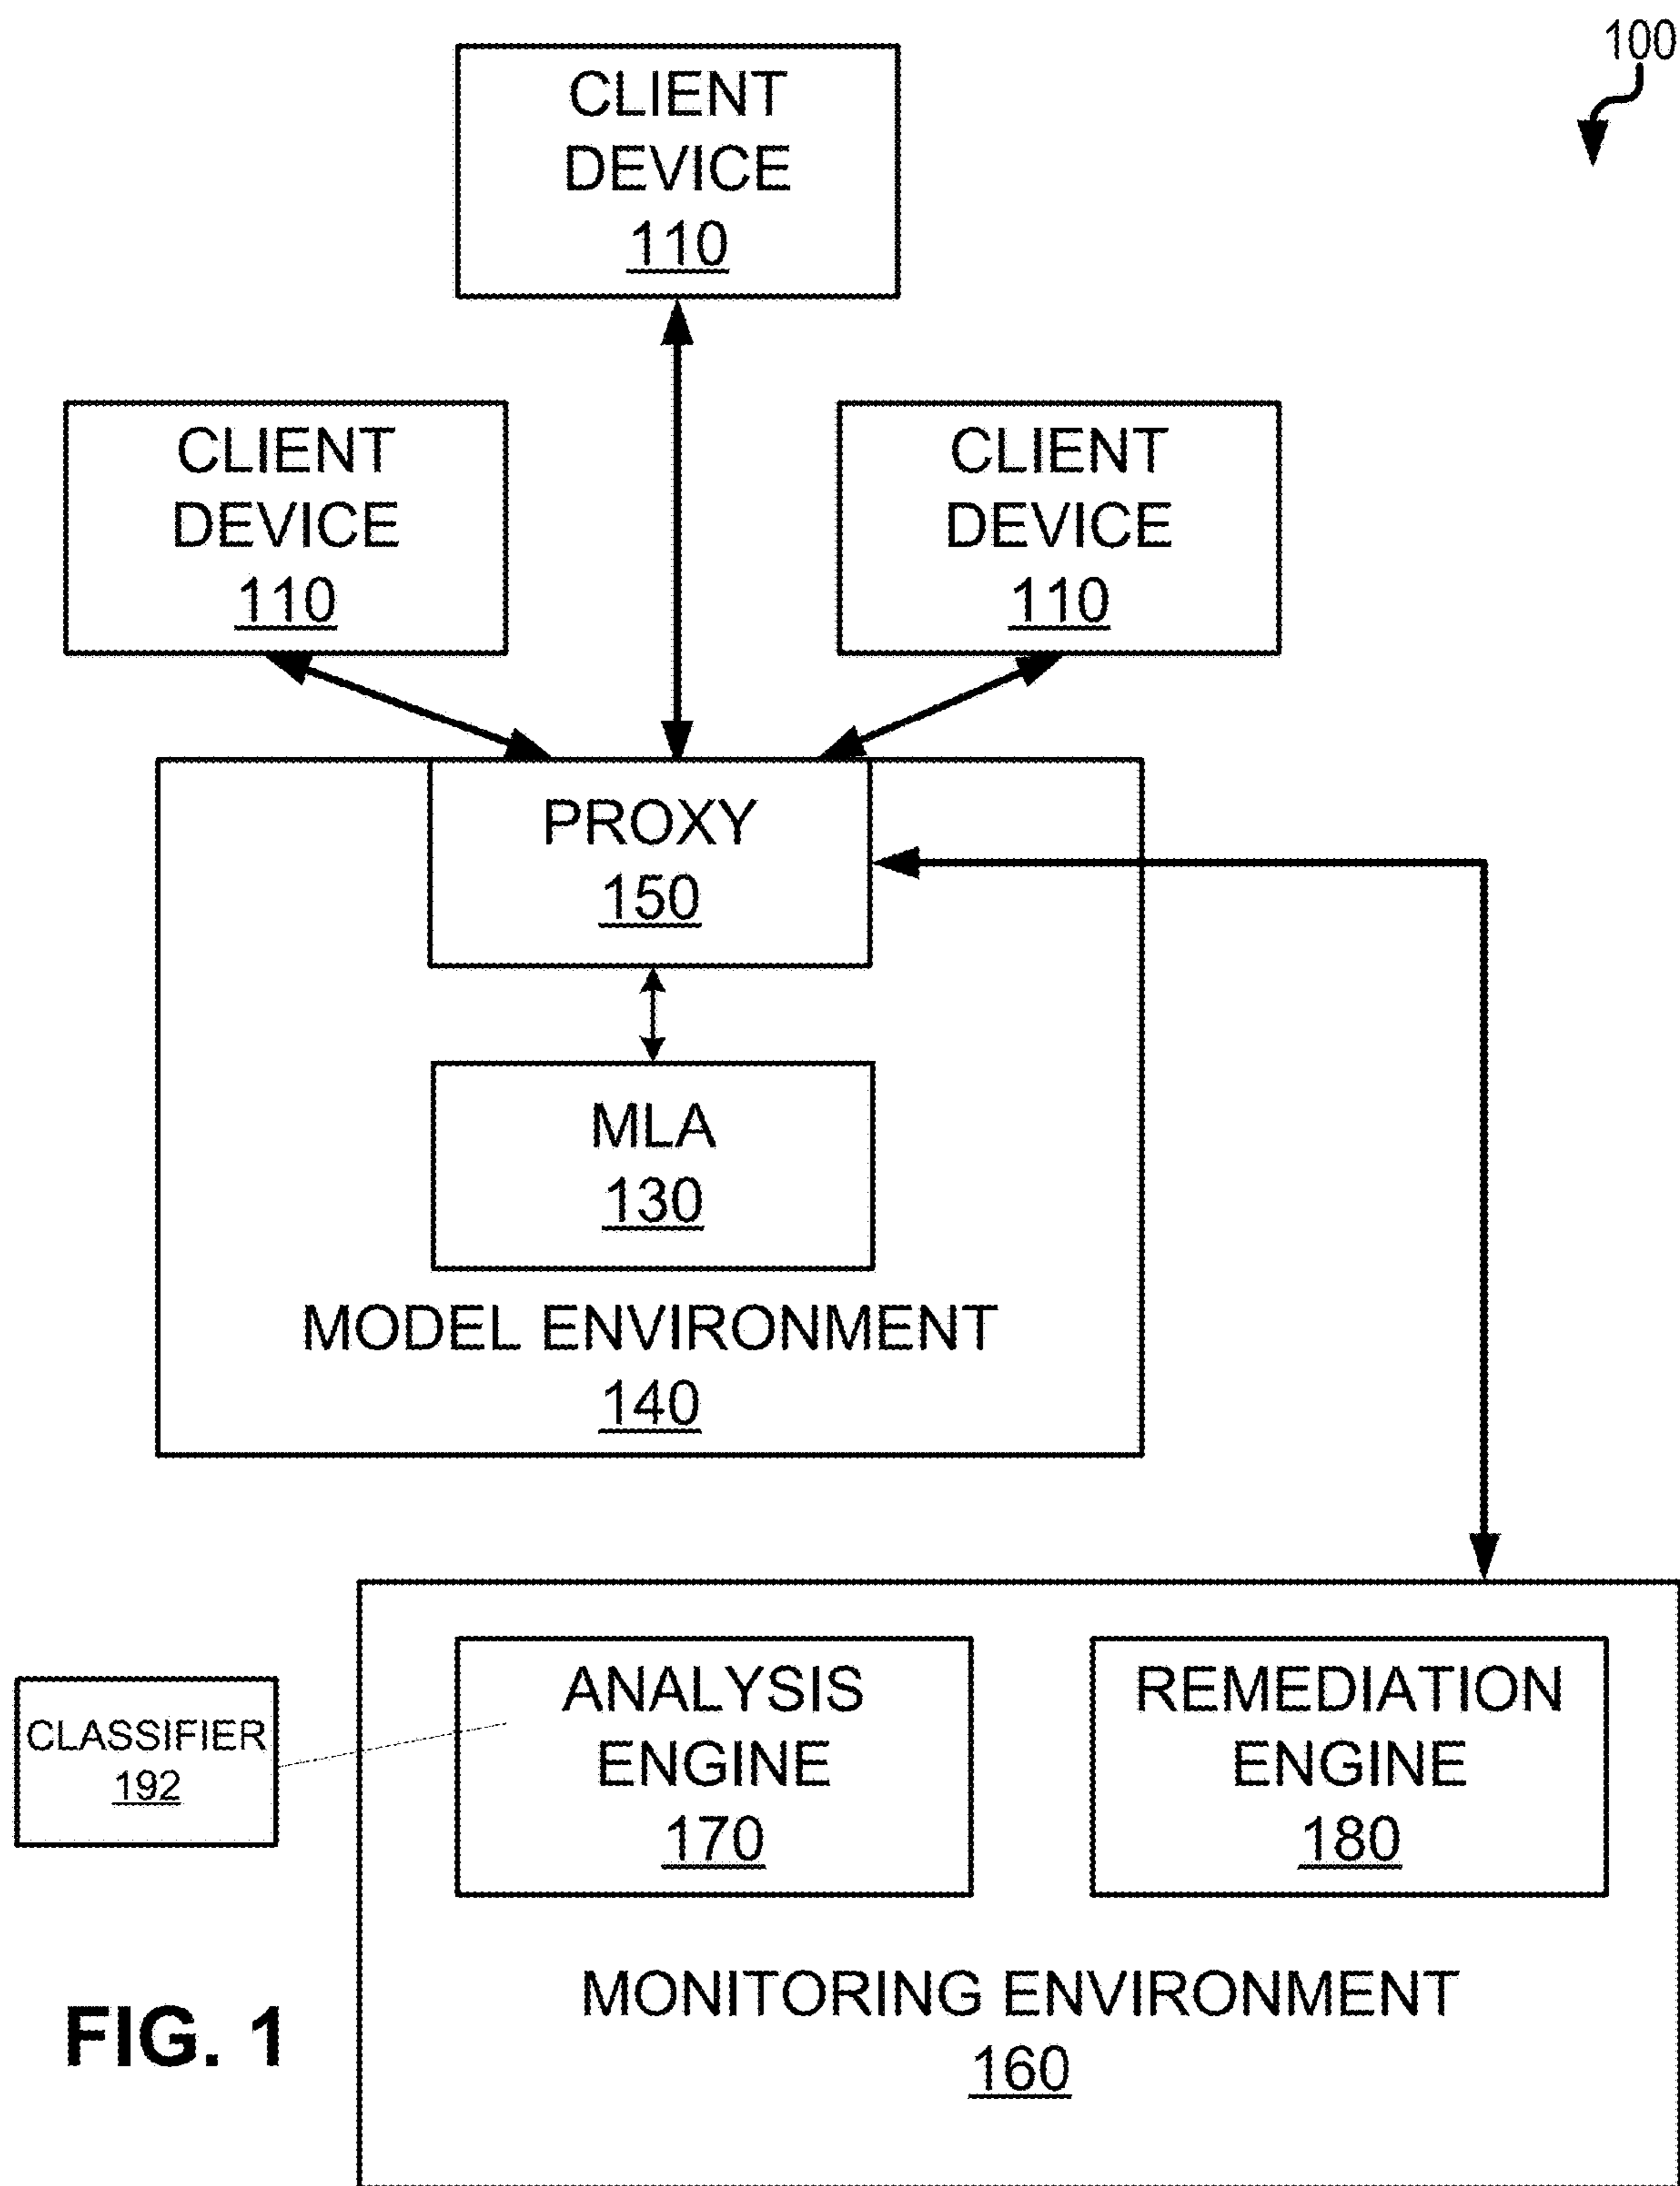 100
CLIENT
DEVICE
110
CLIENT
DEVICE
110
CLIENT
DEVICE
110
PROXY
150
MLA
130
MODEL ENVIRONMENT
140
CLASSIFIER
192
ANALYSIS
ENGINE
170
REMEDIATION
ENGINE
180
MONITORING ENVIRONMENT
160
FIG. 1